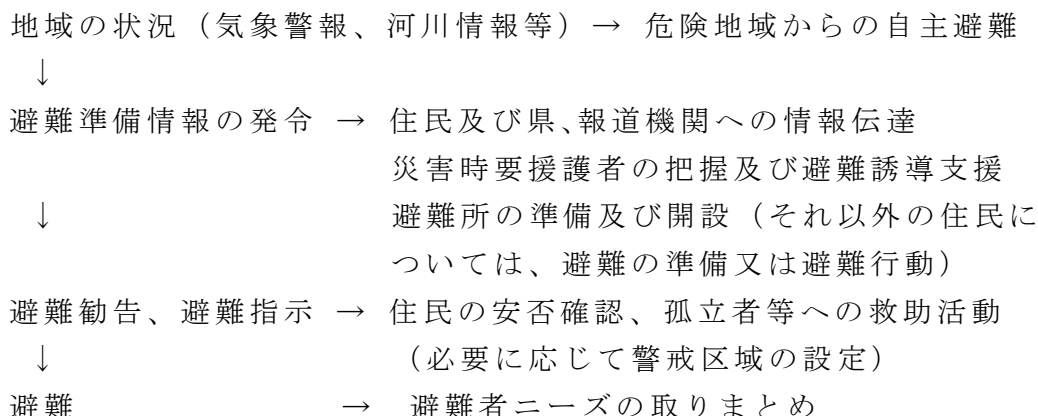 地域の状況（気象警報、河川情報等）→ 危険地域からの自主避難
↓
避難準備情報の発令 → 住民及び県、報道機関への情報伝達
災害時要援護者の把握及び避難誘導支援
↓ 避難所の準備及び開設（それ以外の住民に
ついては、避難の準備又は避難行動）
避難勧告、避難指示 → 住民の安否確認、孤立者等への救助活動
↓ （必要に応じて警戒区域の設定）
避難 → 避難者ニーズの取りまとめ